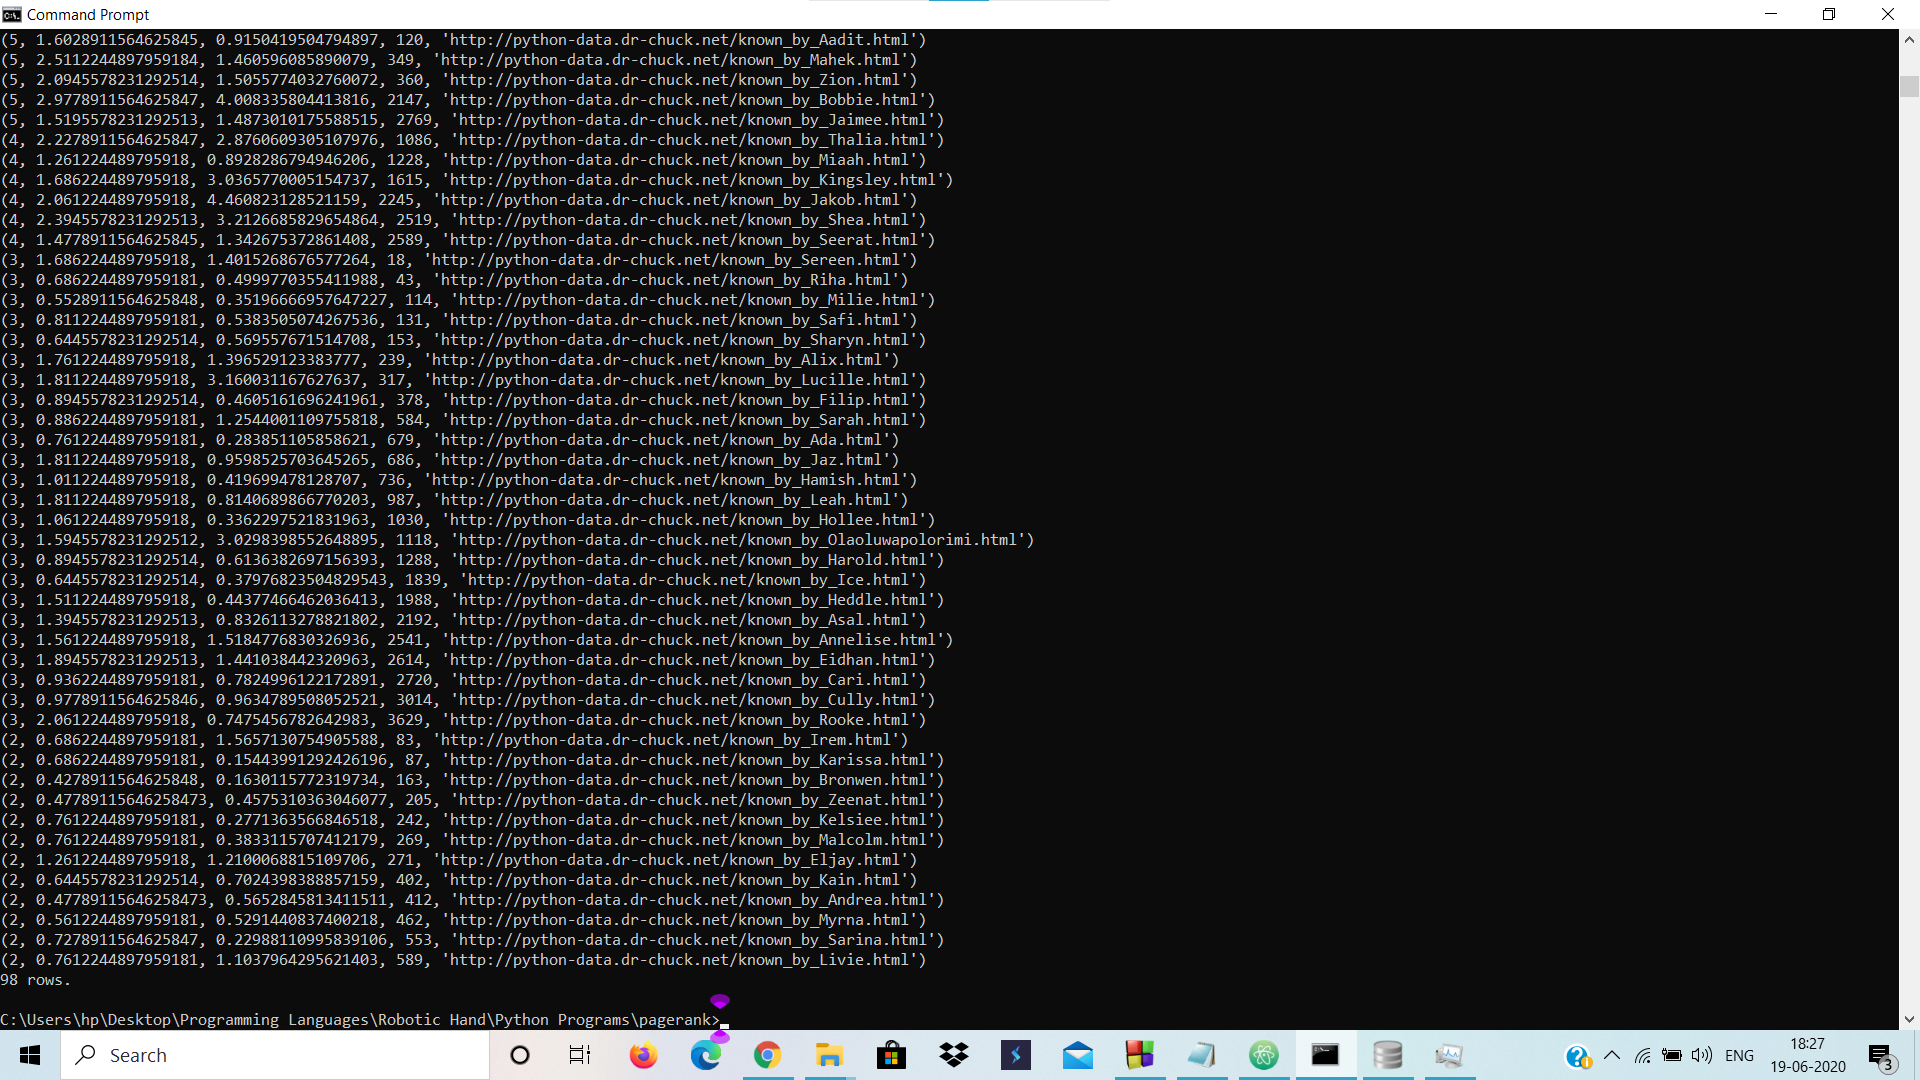 Command Prompt
(5, 1.6028911564625845, 0.9150419504794897, 120, 'http://python-data.dr-chuck.net/known_by_Aadit.html')
(5, 2.5112244897959184, 1.460596085890079, 349, 'http://python-data.dr-chuck.net/known_by_Mahek.html')
(5, 2.0945578231292514, 1.5055774032760072, 360, 'http://python-data.dr-chuck.net/known_by_Zion.html')
(5, 2.9778911564625847, 4.008335804413816, 2147, 'http://python-data.dr-chuck.net/known_by_Bobbie.html')
(5, 1.5195578231292513, 1.4873010175588515, 2769, 'http://python-data.dr-chuck.net/known_by_Jaimee.html')
(4, 2.2278911564625847, 2.8760609305107976, 1086, 'http://python-data.dr-chuck.net/known_by_Thalia.html')
(4, 1.261224489795918, 0.8928286794946206, 1228, 'http://python-data.dr-chuck.net/known_by_Miaah.html')
(4, 1.686224489795918, 3.0365770005154737, 1615, 'http://python-data.dr-chuck.net/known_by_Kingsley.html')
(4, 2.061224489795918, 4.460823128521159, 2245, 'http://python-data.dr-chuck.net/known_by_Jakob.html')
(4, 2.3945578231292513, 3.2126685829654864, 2519, 'http://python-data.dr-chuck.net/known_by_Shea.html')
(4, 1.4778911564625845, 1.342675372861408, 2589, 'http://python-data.dr-chuck.net/known_by_Seerat.html')
(3, 1.686224489795918, 1.4015268676577264, 18, 'http://python-data.dr-chuck.net/known_by_Sereen.html')
(3, 0.6862244897959181, 0.4999770355411988, 43, 'http://python-data.dr-chuck.net/known_by_Riha.html')
(3, 0.5528911564625848, 0.35196666957647227, 114, 'http://python-data.dr-chuck.net/known_by_Milie.html')
(3, 0.8112244897959181, 0.5383505074267536, 131, 'http://python-data.dr-chuck.net/known_by_Safi.html')
(3, 0.6445578231292514, 0.569557671514708, 153, 'http://python-data.dr-chuck.net/known_by_Sharyn.html')
(3, 1.761224489795918, 1.396529123383777, 239, 'http://python-data.dr-chuck.net/known_by_Alix.html')
(3, 1.811224489795918, 3.160031167627637, 317, 'http://python-data.dr-chuck.net/known_by_Lucille.html')
(3, 0.8945578231292514, 0.4605161696241961, 378, 'http://python-data.dr-chuck.net/known_by_Filip.html')
(3, 0.8862244897959181, 1.2544001109755818, 584, 'http://python-data.dr-chuck.net/known_by_Sarah.html')
(3, 0.7612244897959181, 0.283851105858621, 679, 'http://python-data.dr-chuck.net/known_by_Ada.html')
(3, 1.811224489795918, 0.9598525703645265, 686, 'http://python-data.dr-chuck.net/known_by_Jaz.html')
(3, 1.011224489795918, 0.419699478128707, 736, 'http://python-data.dr-chuck.net/known_by_Hamish.html')
(3, 1.811224489795918, 0.8140689866770203, 987, 'http://python-data.dr-chuck.net/known_by_Leah.html')
(3, 1.061224489795918, 0.3362297521831963, 1030, 'http://python-data.dr-chuck.net/known_by_Hollee.html')
(3, 1.5945578231292512, 3.0298398552648895, 1118, 'http://python-data.dr-chuck.net/known_by_Olaoluwapolorimi.html')
(3, 0.8945578231292514, 0.6136382697156393, 1288, 'http://python-data.dr-chuck.net/known_by_Harold.html')
(3, 0.6445578231292514, 0.37976823504829543, 1839, 'http://python-data.dr-chuck.net/known_by_Ice.html')
(3, 1.511224489795918, 0.44377466462036413, 1988, 'http://python-data.dr-chuck.net/known_by_Heddle.html')
(3, 1.3945578231292513, 0.8326113278821802, 2192, 'http://python-data.dr-chuck.net/known_by_Asal.html')
(3, 1.561224489795918, 1.5184776830326936, 2541, 'http://python-data.dr-chuck.net/known_by_Annelise.html')
(3, 1.8945578231292513, 1.441038442320963, 2614, 'http://python-data.dr-chuck.net/known_by_Eidhan.html')
(3, 0.9362244897959181, 0.7824996122172891, 2720, 'http://python-data.dr-chuck.net/known_by_Cari.html')
(3, 0.9778911564625846, 0.9634789508052521, 3014, 'http://python-data.dr-chuck.net/known_by_Cully.html')
(3, 2.061224489795918, 0.7475456782642983, 3629, 'http://python-data.dr-chuck.net/known_by_Rooke.html')
(2, 0.6862244897959181, 1.5657130754905588, 83, 'http://python-data.dr-chuck.net/known_by_Irem.html')
(2, 0.6862244897959181, 0.15443991292426196, 87, 'http://python-data.dr-chuck.net/known_by_Karissa.html')
(2, 0.4278911564625848, 0.1630115772319734, 163, 'http://python-data.dr-chuck.net/known_by_Bronwen.html')
(2, 0.47789115646258473, 0.4575310363046077, 205, 'http://python-data.dr-chuck.net/known_by_Zeenat.html')
(2, 0.7612244897959181, 0.2771363566846518, 242, 'http://python-data.dr-chuck.net/known_by_Kelsiee.html')
(2, 0.7612244897959181, 0.3833115707412179, 269, 'http://python-data.dr-chuck.net/known_by_Malcolm.html')
(2, 1.261224489795918, 1.2100068815109706, 271, 'http://python-data.dr-chuck.net/known_by_Eljay.html')
(2, 0.6445578231292514, 0.7024398388857159, 402, 'http://python-data.dr-chuck.net/known_by_Kain.html')
(2, 0.47789115646258473, 0.5652845813411511, 412, 'http://python-data.dr-chuck.net/known_by_Andrea.html')
(2, 0.5612244897959181, 0.5291440837400218, 462, 'http://python-data.dr-chuck.net/known_by_Myrna.html')
(2, 0.7278911564625847, 0.22988110995839106, 553, 'http://python-data.dr-chuck.net/known_by_Sarina.html')
(2, 0.7612244897959181, 1.1037964295621403, 589, 'http://python-data.dr-chuck.net/known_by_Livie.html')
98 rows.
C:\Users\hp\Desktop\Programming Languages\Robotic Hand\Python Programs\pagerank>
Search
ENG
18:27
19-06-2020
3